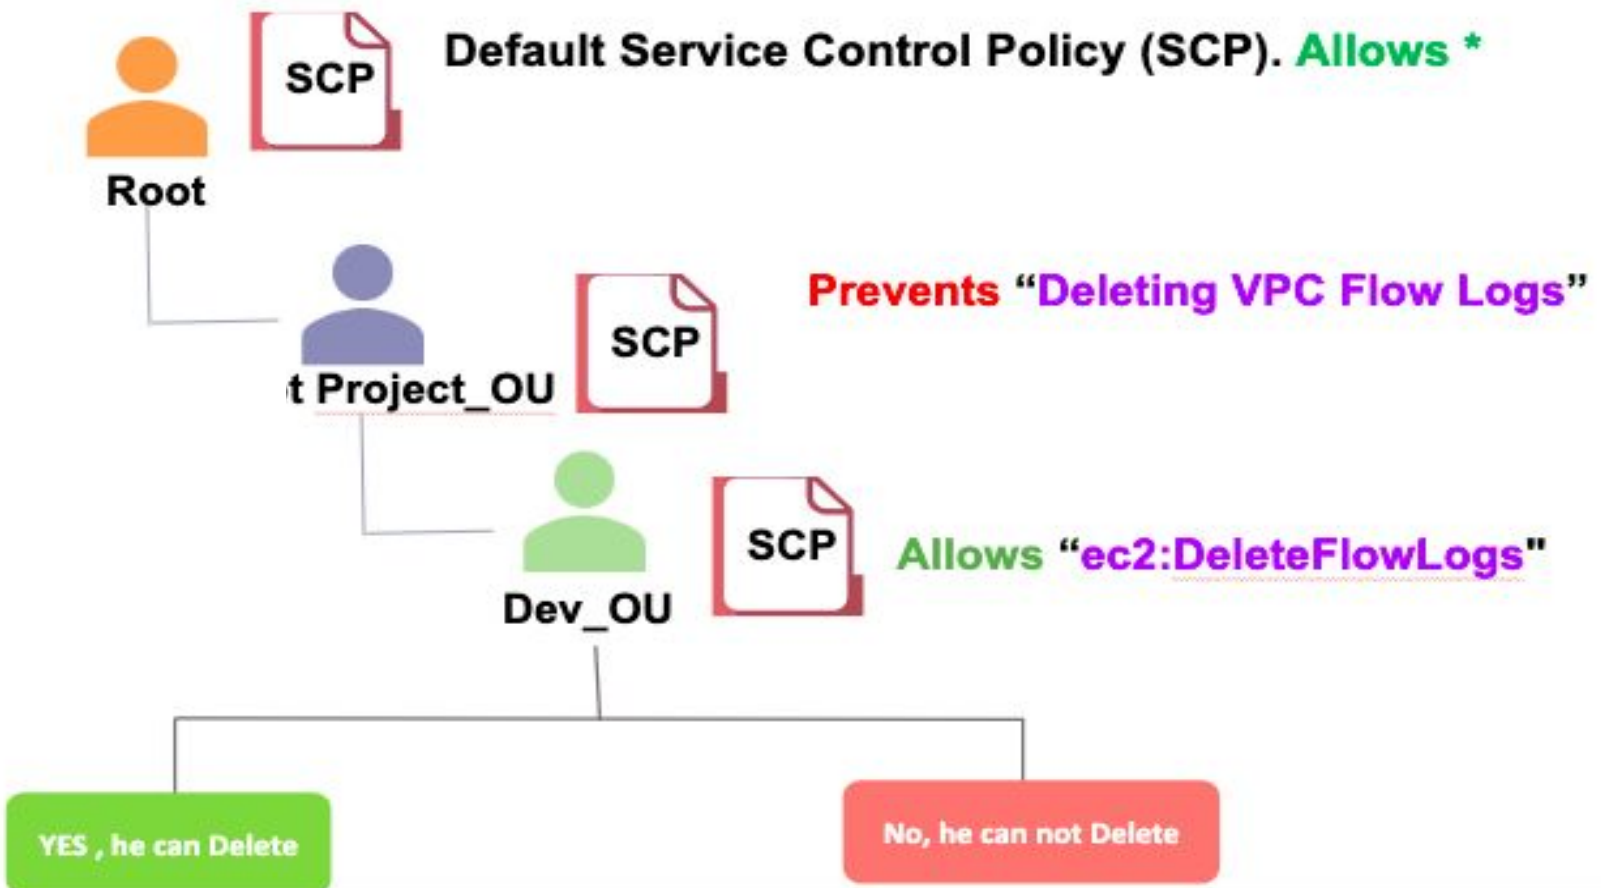 SCP
Default Service Control Policy (SCP). Allows *
Root
SCP
Prevents “Deleting VPC Flow Logs”
t Project_OU
SCP
Allows “ec2:DeleteFlowLogs"
Dev_OU
YES , he can Delete
No, he can not Delete